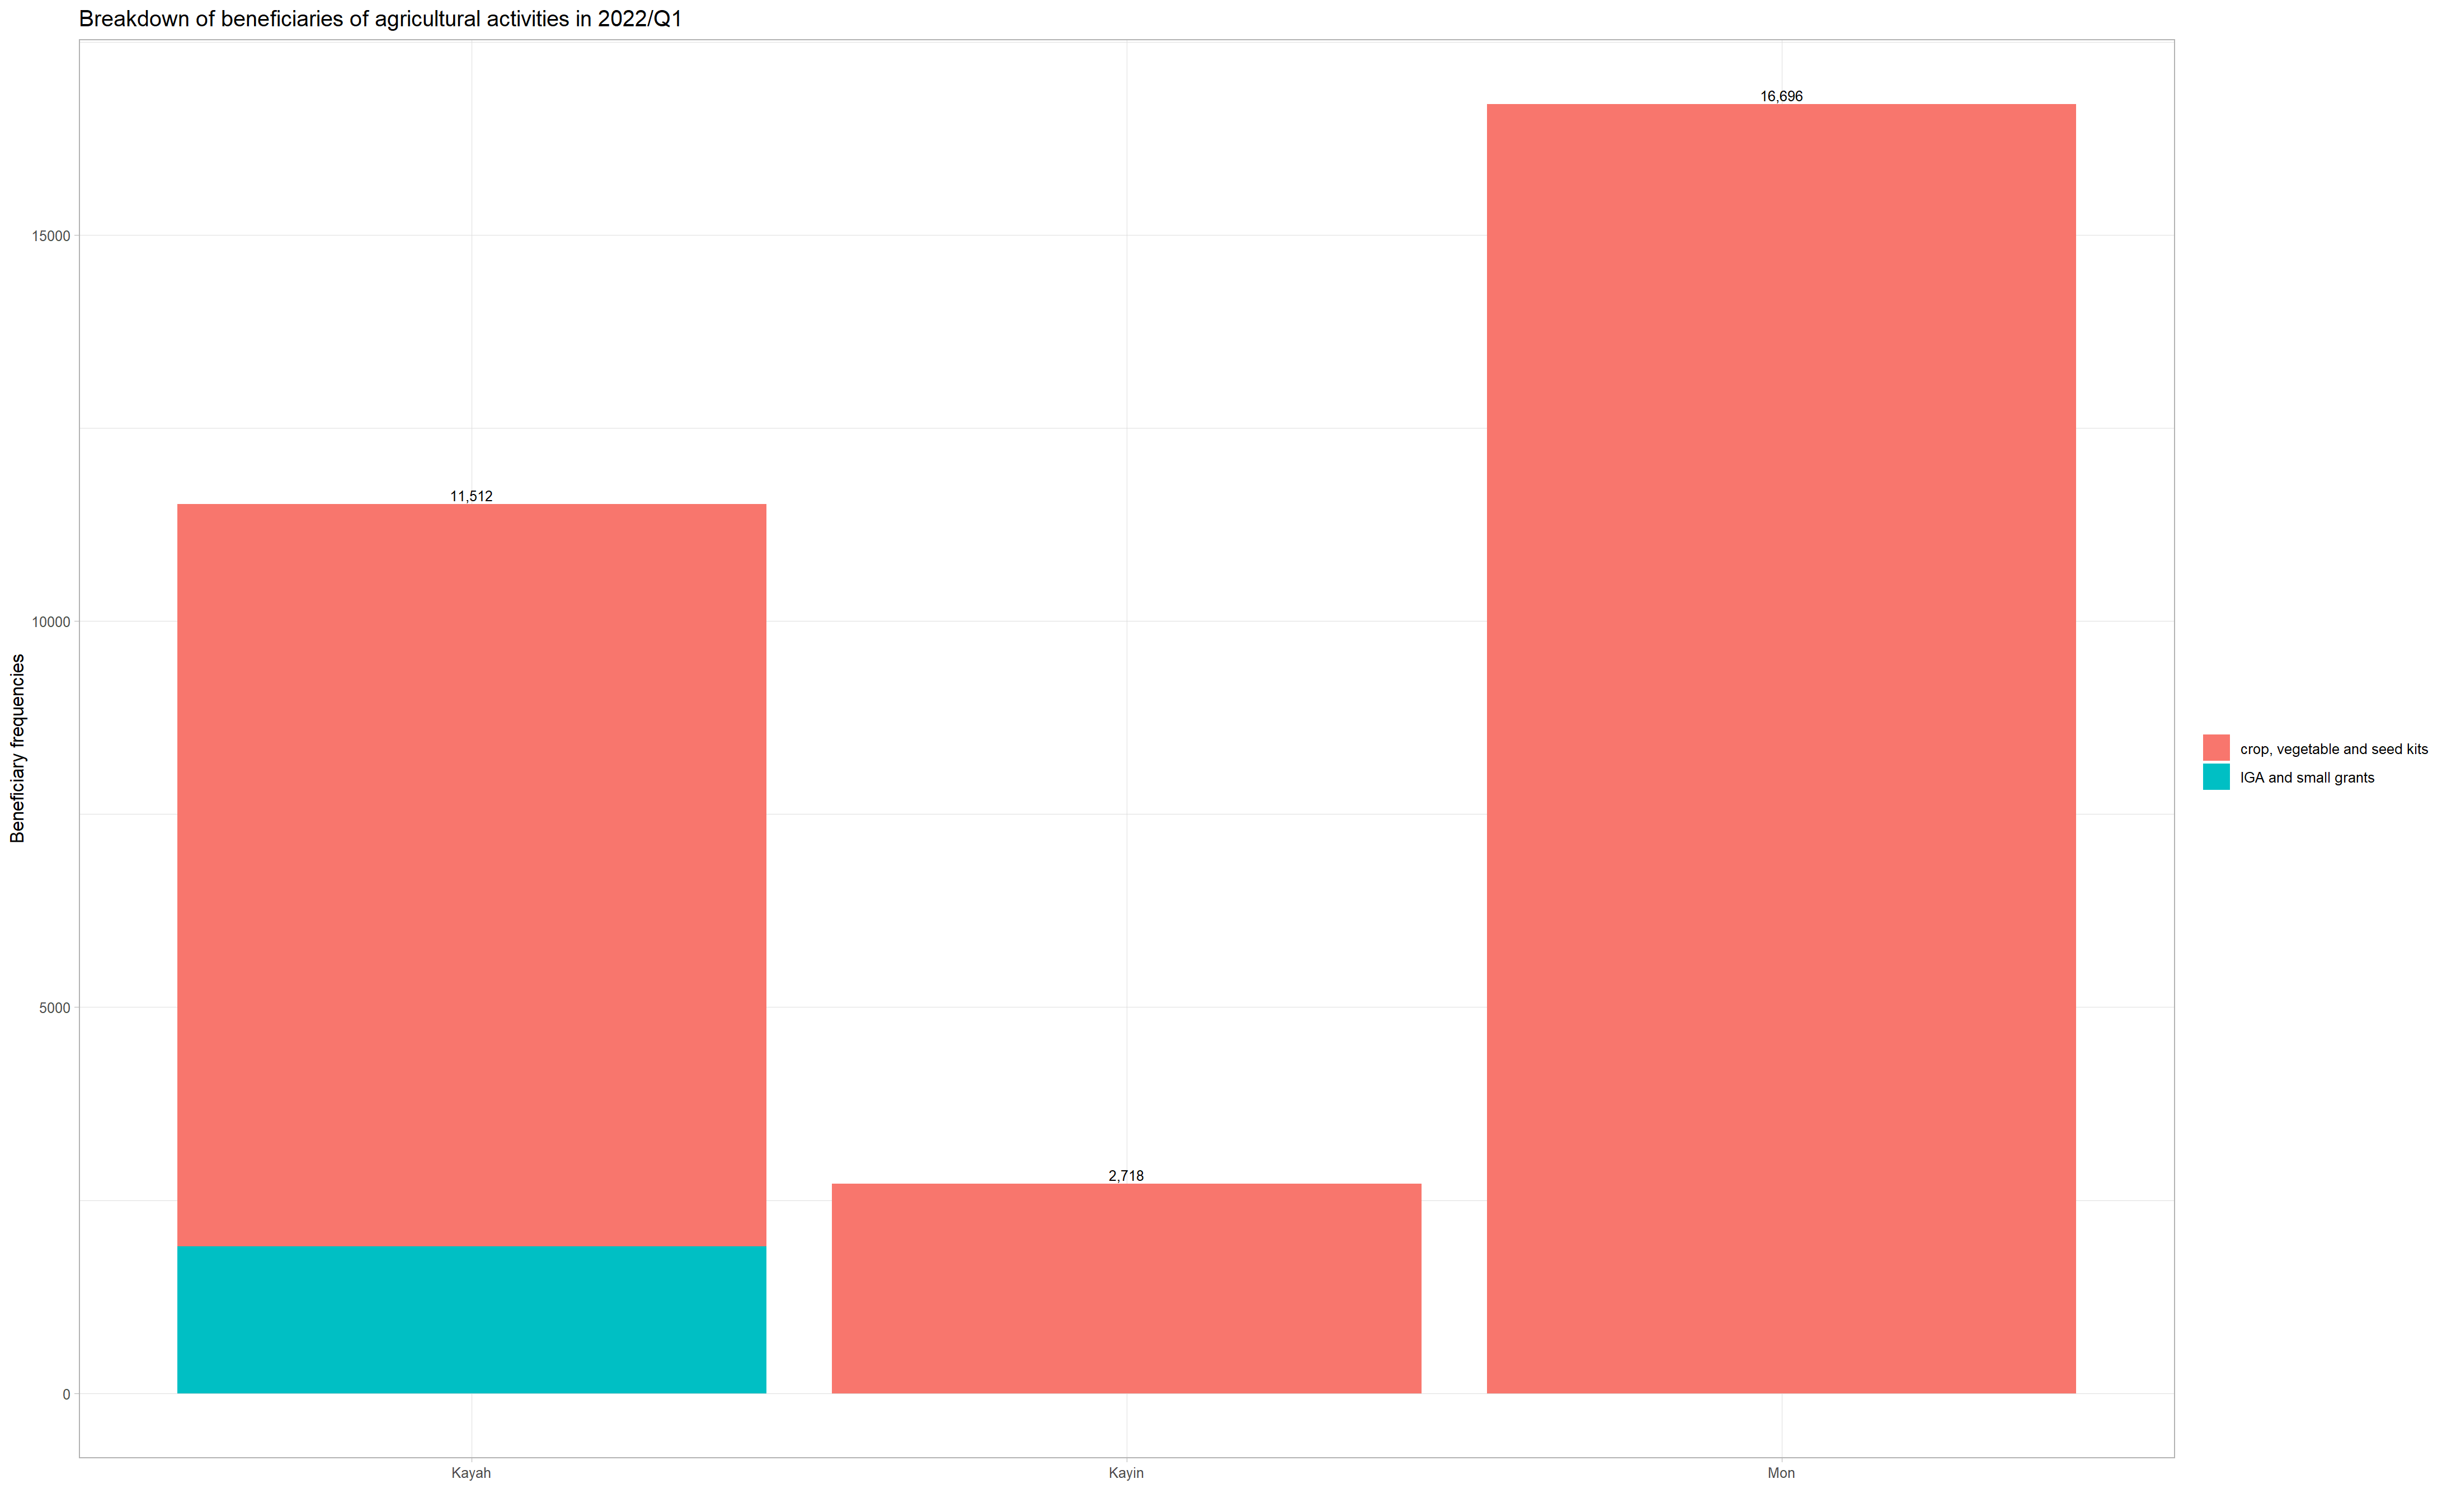 Breakdown of beneficiaries of agricultural activities in 2022/Q1
Beneficiary frequencies
15000
10000
5000
0
11,512
2,718
16,696
Kayah
Kayin
Mon
crop, vegetable and seed kits
IGA and small grants